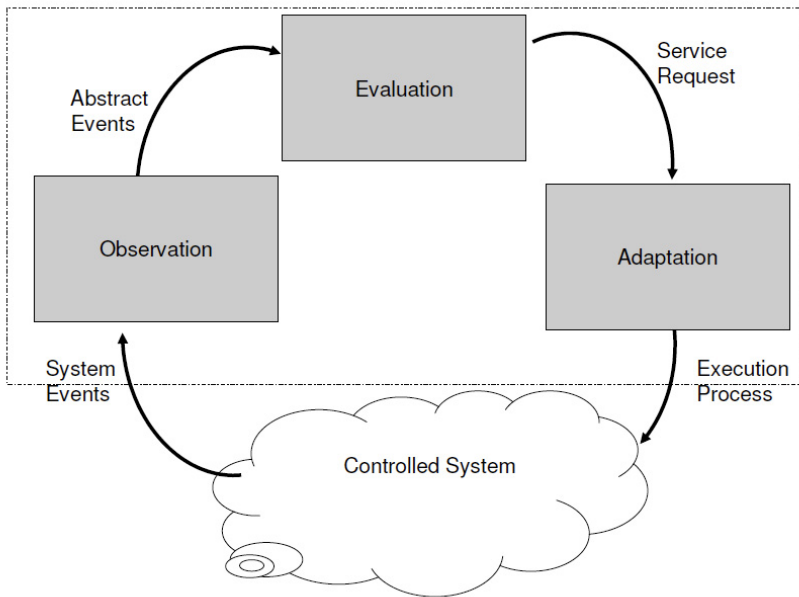 Evaluation
Service
Request
Abstract
Events
Observation
Adaptation
System
Events
Execution
Process
Controlled System